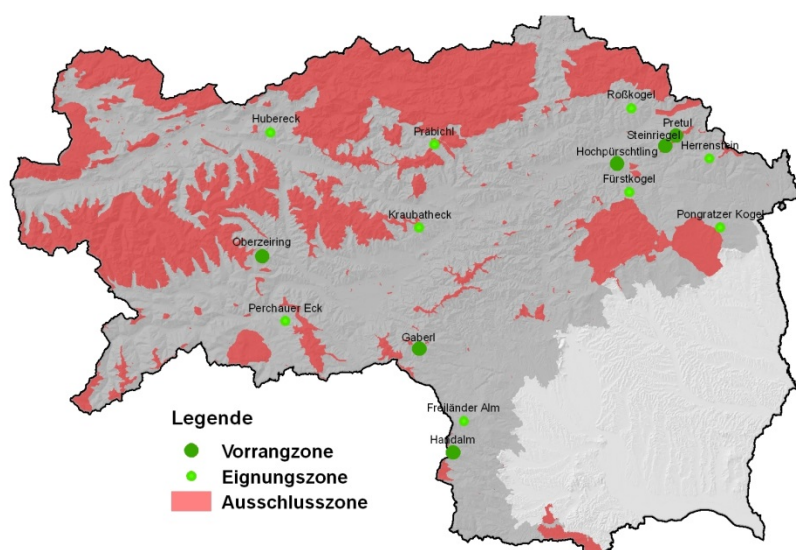 Roßkogel
Hubereck
Pretul
Präbichl
Steinriegel
Hochpürschtling
Herrenstein
Fürstkogel
Kraubatheck
Pongratzer Kogel
Oberzeiring
Perchauer Eck
Gaberl
Freiländer Alm
Handalm
Legende
Vorrangzone
Eignungszone
Ausschlusszone